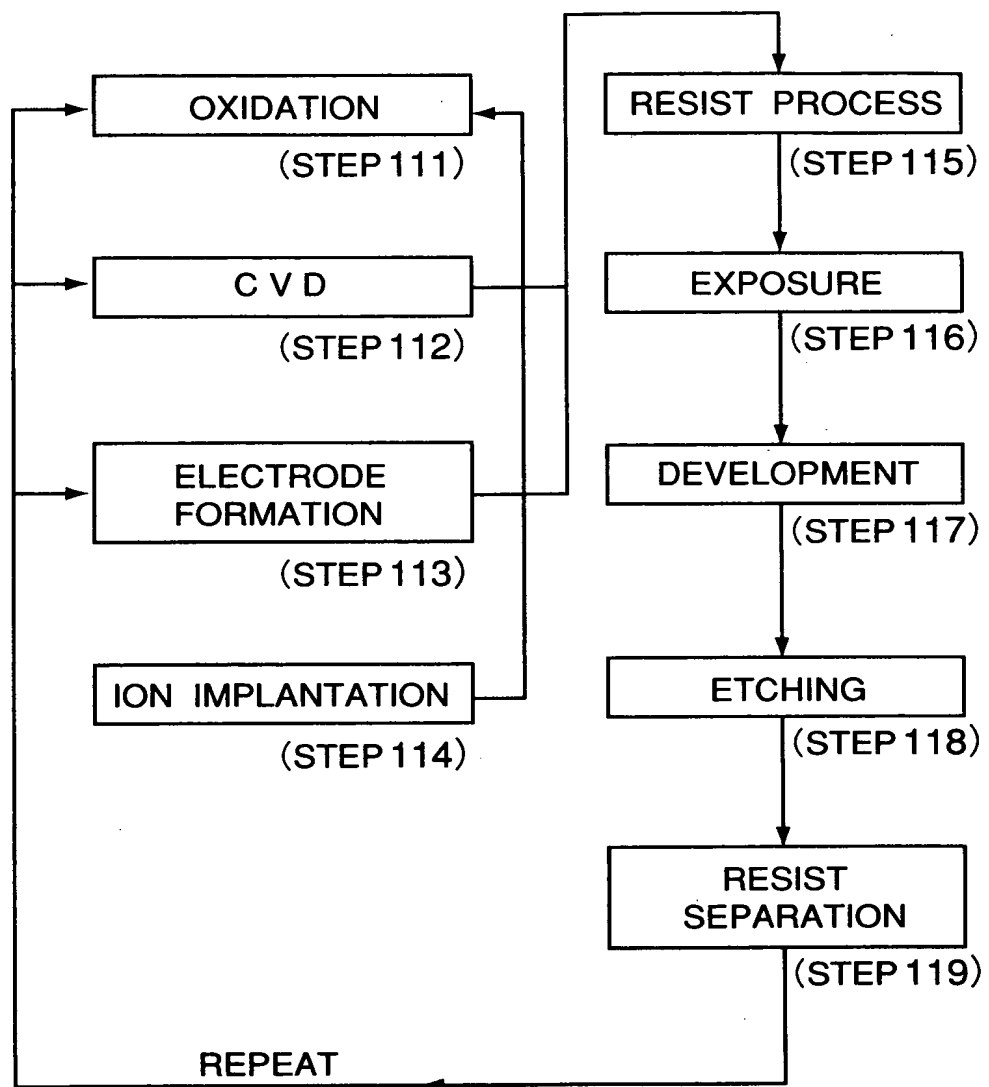 OXIDATION
(STEP 111)
C V D
(STEP 112)
ELECTRODE
FORMATION
(STEP 113)
ION IMPLANTATION
(STEP 114)
RESIST PROCESS
(STEP 115)
EXPOSURE
(STEP 116)
DEVELOPMENT
(STEP 117)
ETCHING
(STEP 118)
RESIST
SEPARATION
(STEP 119)
REPEAT